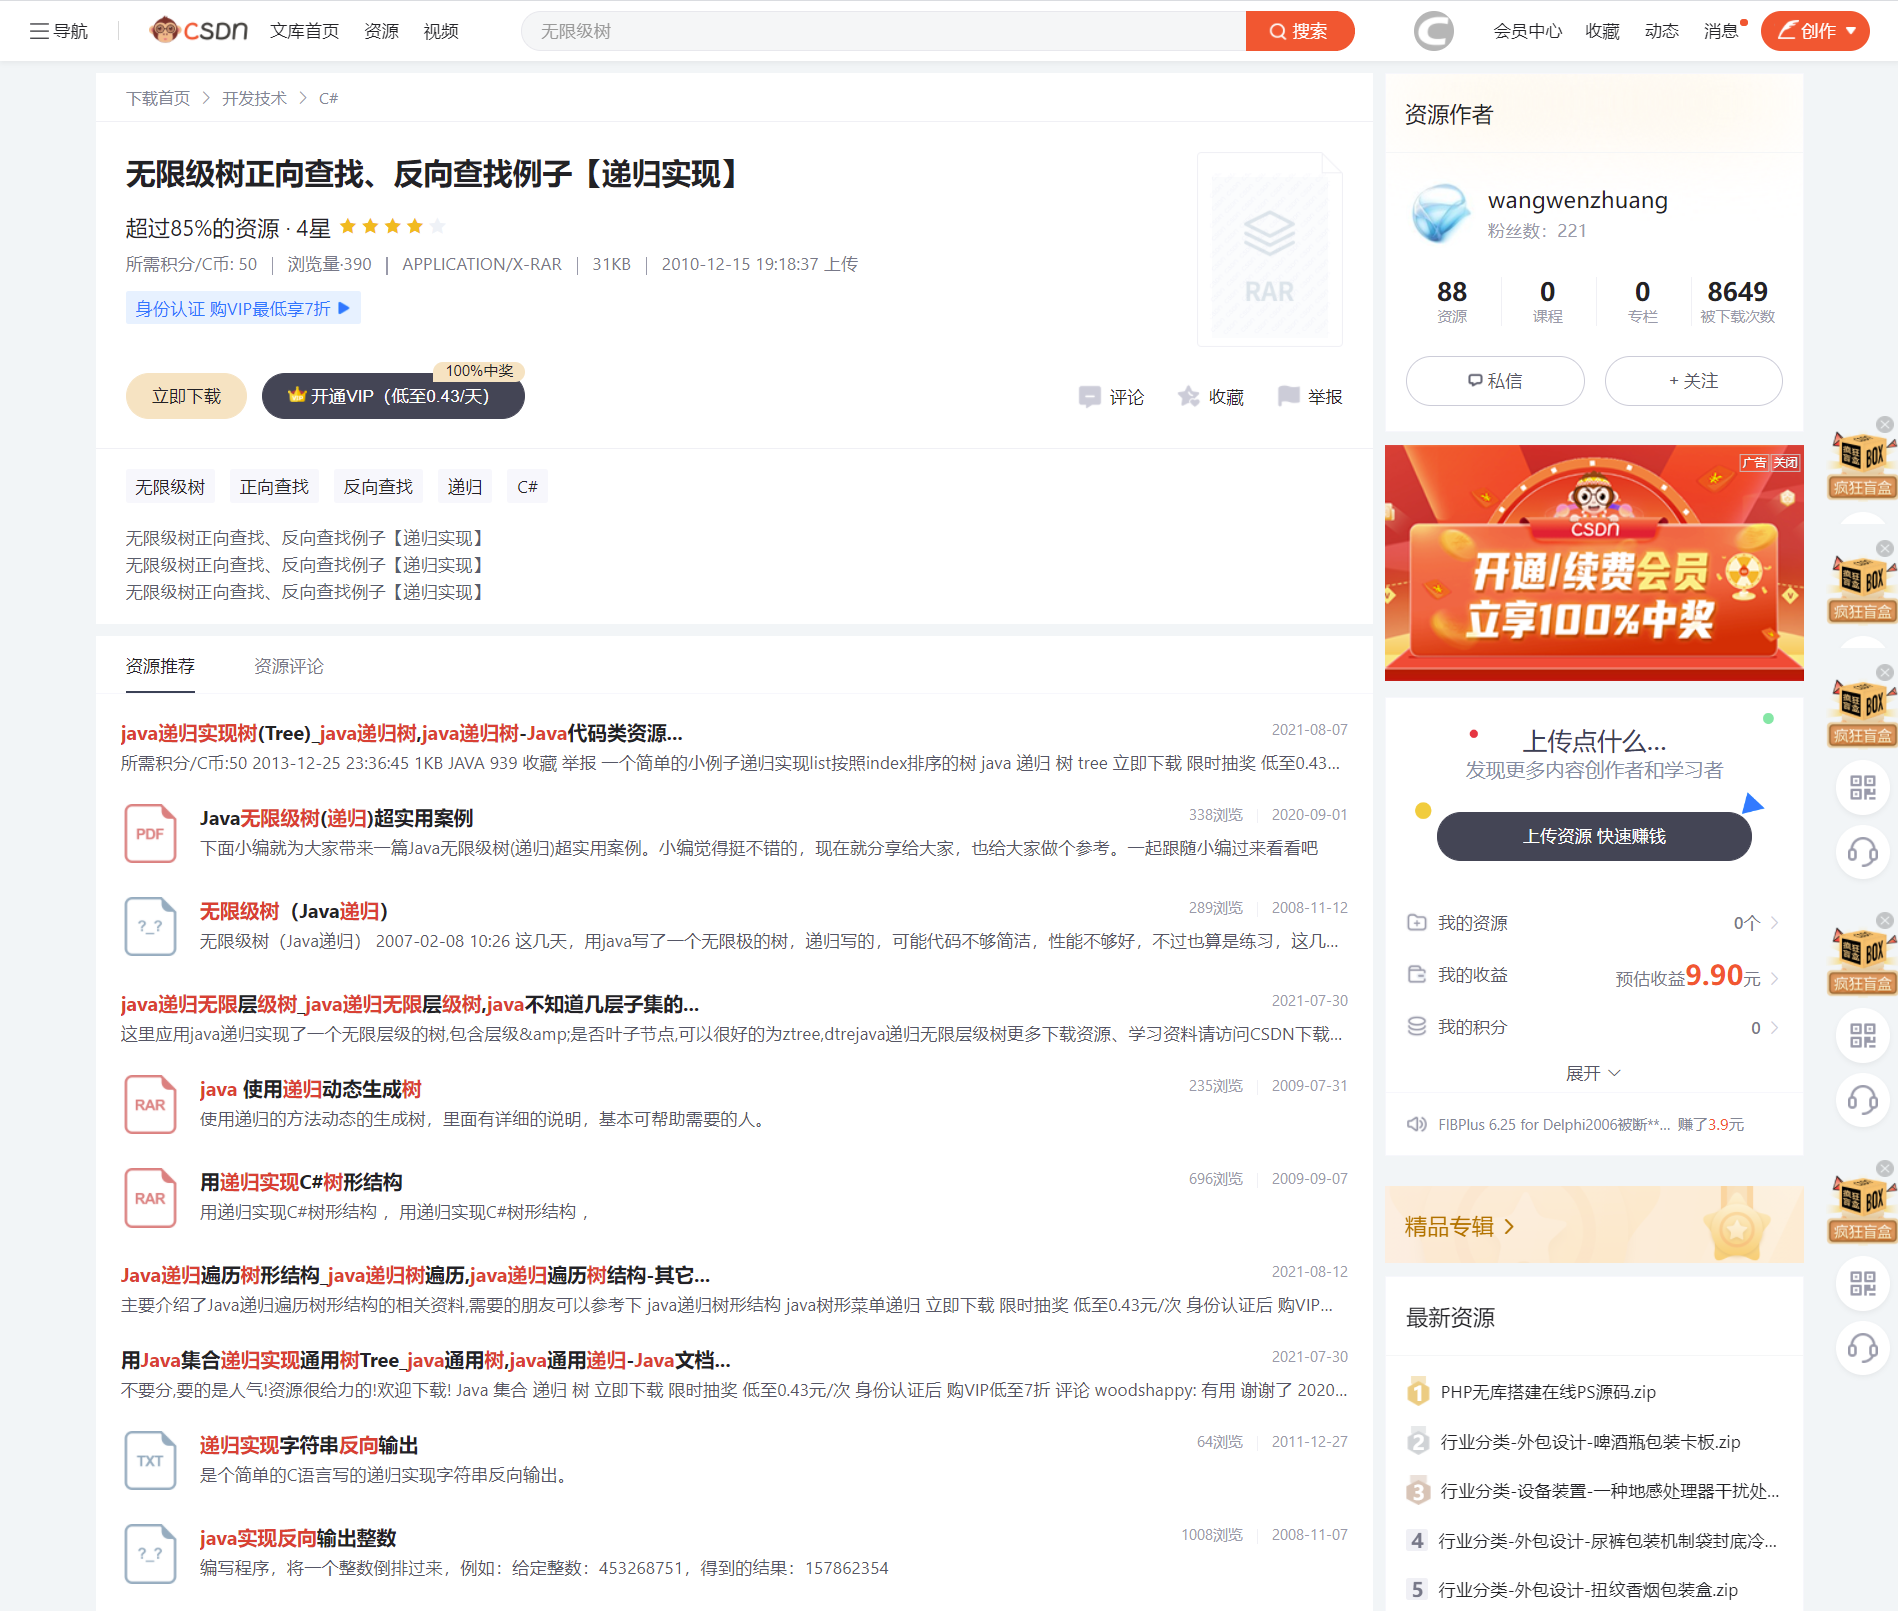 导航
CSDN 文库首页 资源 视频
无限级树
搜索
会员中心 收藏 动态 消息
创作
下载首页 > 开发技术 > C#
无限级树正向查找、反向查找例子【递归实现】
超过85%的资源 · 4星
所需积分/C币: 50 | 浏览量·390 | APPLICATION/X-RAR | 31KB | 2010-12-15 19:18:37 上传
身份认证 购VIP最低享7折
RAR
立即下载
100%中奖
开通VIP（低至0.43/天）
评论 收藏 举报
无限级树 正向查找 反向查找 递归 C#
无限级树正向查找、反向查找例子【递归实现】
无限级树正向查找、反向查找例子【递归实现】
无限级树正向查找、反向查找例子【递归实现】
资源推荐 资源评论
java递归实现树(Tree)_java递归树,java递归树-Java代码类资源...
2021-08-07
所需积分/C币:50 2013-12-25 23:36:45 1KB JAVA 939 收藏 举报 一个简单的小例子递归实现list按照index排序的树 java 递归 树 tree 立即下载 限时抽奖 低至0.43...
PDF
Java无限级树(递归)超实用案例
338浏览 2020-09-01
下面小编就为大家带来一篇Java无限级树(递归)超实用案例。小编觉得挺不错的，现在就分享给大家，也给大家做个参考。一起跟随小编过来看看吧
?_?
无限级树（Java递归）
289浏览 2008-11-12
无限级树（Java递归） 2007-02-08 10:26 这几天，用java写了一个无限极的树，递归写的，可能代码不够简洁，性能不够好，不过也算是练习，这几...
java递归无限层级树_java递归无限层级树,java不知道几层子集的...
2021-07-30
这里应用java递归实现了一个无限层级的树,包含层级&amp;是否叶子节点,可以很好的为ztree,dtrejava递归无限层级树更多下载资源、学习资料请访问CSDN下载...
RAR
java 使用递归动态生成树
235浏览 2009-07-31
使用递归的方法动态的生成树，里面有详细的说明，基本可帮助需要的人。
RAR
用递归实现C#树形结构
696浏览 2009-09-07
用递归实现C#树形结构 ，用递归实现C#树形结构 ，
Java递归遍历树形结构_java递归树遍历,java递归遍历树结构-其它...
2021-08-12
主要介绍了Java递归遍历树形结构的相关资料,需要的朋友可以参考下 java递归树形结构 java树形菜单递归 立即下载 限时抽奖 低至0.43元/次 身份认证后 购VIP...
用Java集合递归实现通用树Tree_java通用树,java通用递归-Java文档...
2021-07-30
不要分,要的是人气!资源很给力的!欢迎下载! Java 集合 递归 树 立即下载 限时抽奖 低至0.43元/次 身份认证后 购VIP低至7折 评论 woodshappy: 有用 谢谢了 2020...
TXT
递归实现字符串反向输出
64浏览 2011-12-27
是个简单的C语言写的递归实现字符串反向输出。
?_?
java实现反向输出整数
1008浏览 2008-11-07
编写程序，将一个整数倒排过来，例如：给定整数：453268751，得到的结果：157862354
资源作者
wangwenzhuang
粉丝数：221
88 0 0 8649
资源 课程 专栏 被下载次数
私信
+ 关注
广告 关闭
CSDN
开通/续费会员
立享100%中奖
上传点什么...
发现更多内容创作者和学习者
上传资源 快速赚钱
我的资源 0个
我的收益 预估收益9.90元
我的积分 0
展开
FIBPlus 6.25 for Delphi2006被断**... 赚了3.9元
精品专辑
最新资源
1 PHP无库搭建在线PS源码.zip
2 行业分类-外包设计-啤酒瓶包装卡板.zip
3 行业分类-设备装置-一种地感处理器干扰处...
4 行业分类-外包设计-尿裤包装机制袋封底冷...
5 行业分类-外包设计-扭纹香烟包装盒.zip
疯狂盲盒 BOX
疯狂盲盒
疯狂盲盒 BOX
疯狂盲盒
疯狂盲盒 BOX
疯狂盲盒
疯狂盲盒 BOX
疯狂盲盒
疯狂盲盒 BOX
疯狂盲盒